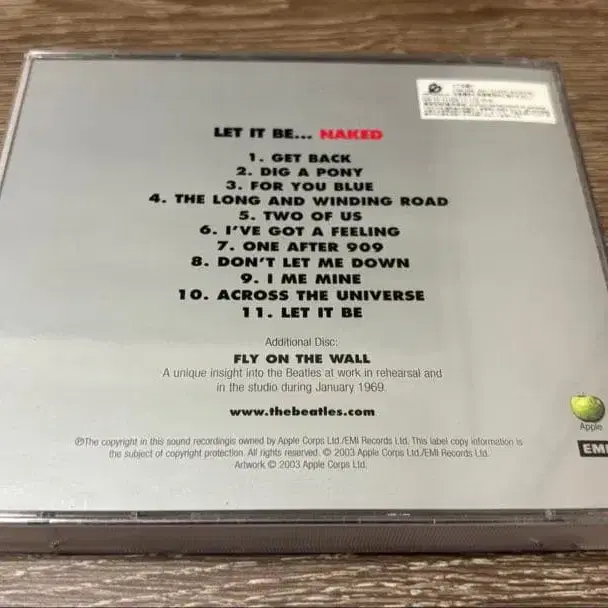 LET IT BE... NAKED
1. GET BACK
2. DIG A PONY
3. FOR YOU BLUE
4. THE LONG AND WINDING ROAD
5. TWO OF US
6. I'VE GOT A FEELING
7. ONE AFTER 909
8. DON'T LET ME DOWN
9. I ME MINE
10. ACROSS THE UNIVERSE
11. LET IT BE
Additional Disc:
FLY ON THE WALL
A unique insight into the Beatles at work in rehearsal and
in the studio during January 1969.
www.thebeatles.com
Apple
EMI
℗The copyright in this sound recordingis owned by Apple Corps Ltd./EMI Records Ltd. This label copy information is
the subject of copyright protection. All rights reserved. © 2003 Apple Corps Ltd./EMI Records Ltd.
Artwork © 2003 Apple Corps Ltd.